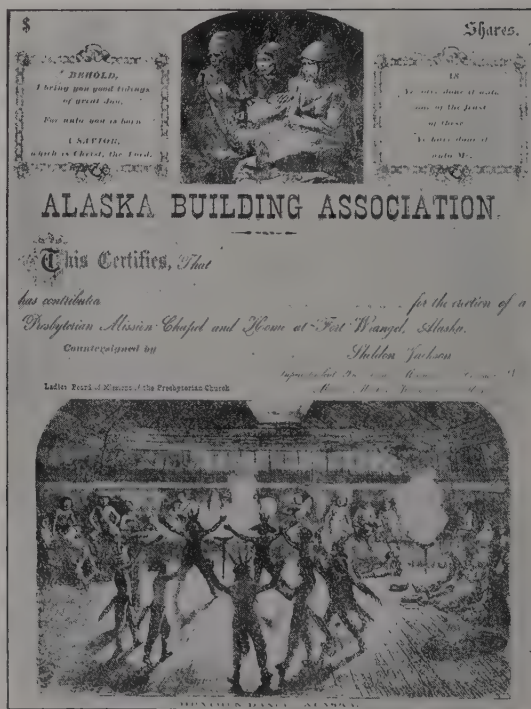 $
Shares.
BEHOLD,
I bring you good tidings
of great Joy,
For unto you is born
A SAVIOR,
which is Christ, the Lord.
Ye have done it unto
one of the least
of these
Ye have done it
unto Me.
ALASKA BUILDING ASSOCIATION.
This Certifies, That
has contributed for the erection of a
Presbyterian Mission Chapel and Home at Fort Wrangel, Alaska.
Countersigned by
Sheldon Jackson
Ladies Board of Missions of the Presbyterian Church
HEATHEN DANCE ALASKA.